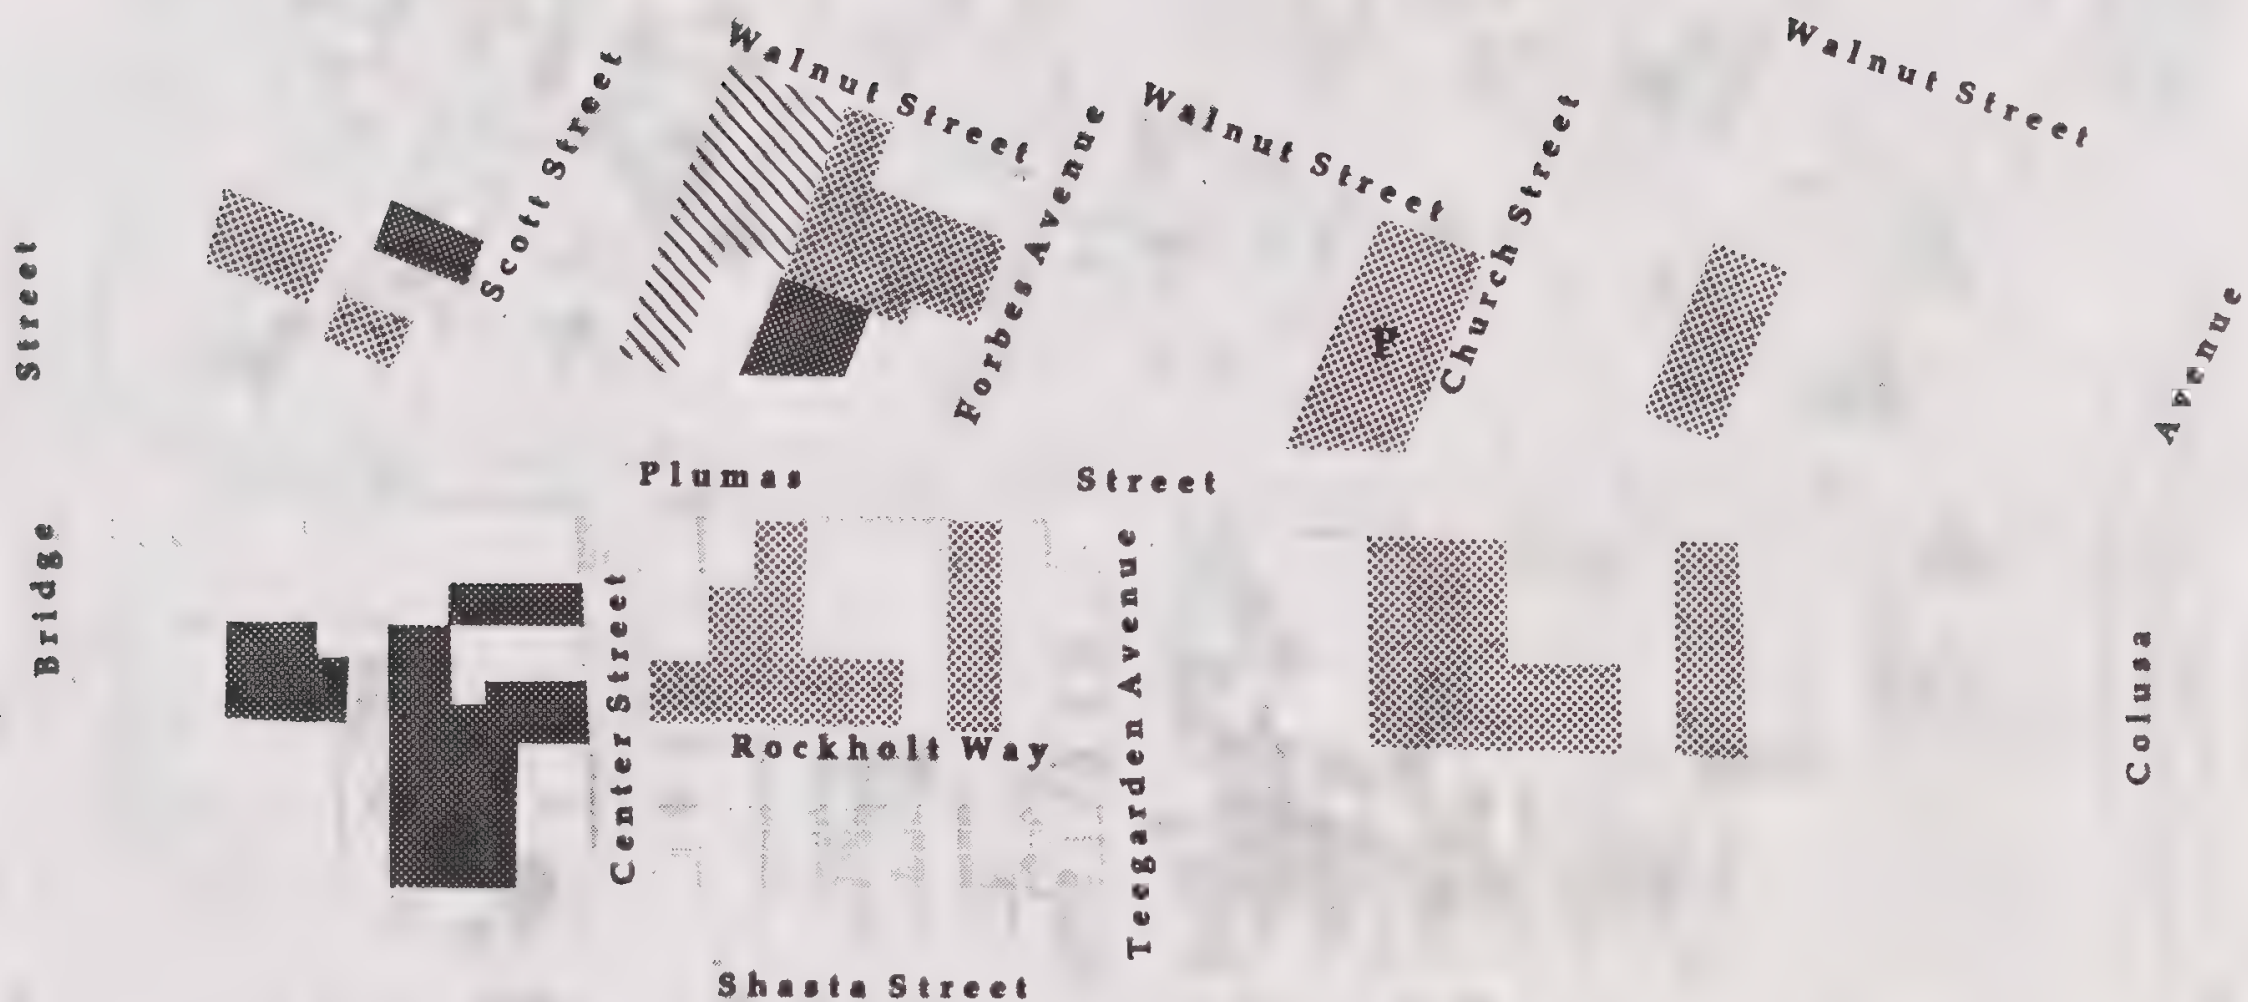 Walnut Street
Walnut Street
Walnut Street
Scott Street
Forbes Avenue
Church Street
P
Bridge Street
Colusa Avenue
Plumas Street
Center Street
Teegarden Avenue
Rockholt Way
Shasta Street